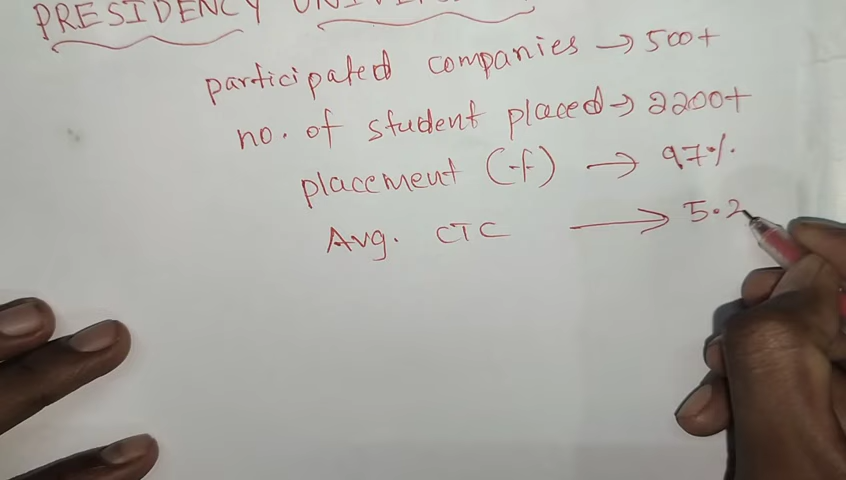 PRESIDENCY
participated companies → 500+
no. of student placed → 2200+
placement (-f) → 97%
Avg. CTC → 5.2